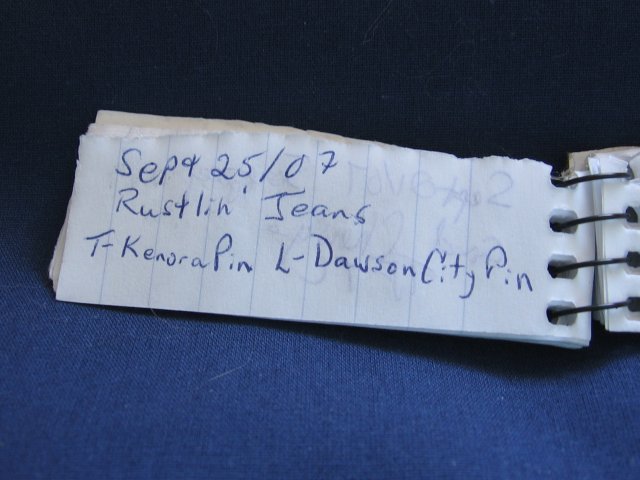 Sept 25/07
Rustlin' Jeans
T-Kenora Pin L-Dawson City Pin